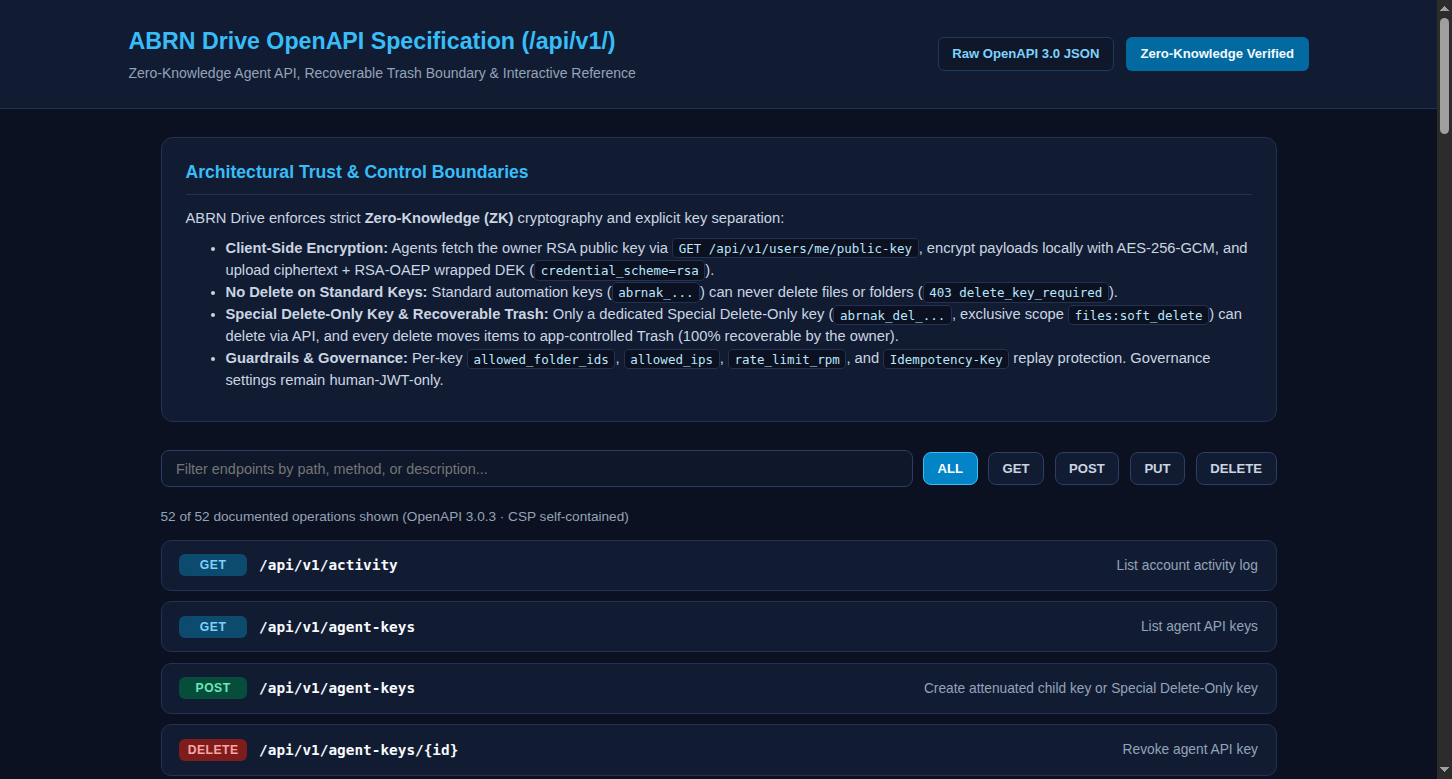 ABRN Drive OpenAPI Specification (/api/v1/)
Zero-Knowledge Agent API, Recoverable Trash Boundary & Interactive Reference
Raw OpenAPI 3.0 JSON
Zero-Knowledge Verified
Architectural Trust & Control Boundaries
ABRN Drive enforces strict Zero-Knowledge (ZK) cryptography and explicit key separation:
• Client-Side Encryption: Agents fetch the owner RSA public key via GET /api/v1/users/me/public-key, encrypt payloads locally with AES-256-GCM, and
upload ciphertext + RSA-OAEP wrapped DEK (credential_scheme=rsa).
• No Delete on Standard Keys: Standard automation keys (abrnak_...) can never delete files or folders (403 delete_key_required).
• Special Delete-Only Key & Recoverable Trash: Only a dedicated Special Delete-Only key (abrnak_del_..., exclusive scope files:soft_delete) can
delete via API, and every delete moves items to app-controlled Trash (100% recoverable by the owner).
• Guardrails & Governance: Per-key allowed_folder_ids, allowed_ips, rate_limit_rpm, and Idempotency-Key replay protection. Governance
settings remain human-JWT-only.
Filter endpoints by path, method, or description...
ALL
GET
POST
PUT
DELETE
52 of 52 documented operations shown (OpenAPI 3.0.3 · CSP self-contained)
GET /api/v1/activity List account activity log
GET /api/v1/agent-keys List agent API keys
POST /api/v1/agent-keys Create attenuated child key or Special Delete-Only key
DELETE /api/v1/agent-keys/{id} Revoke agent API key